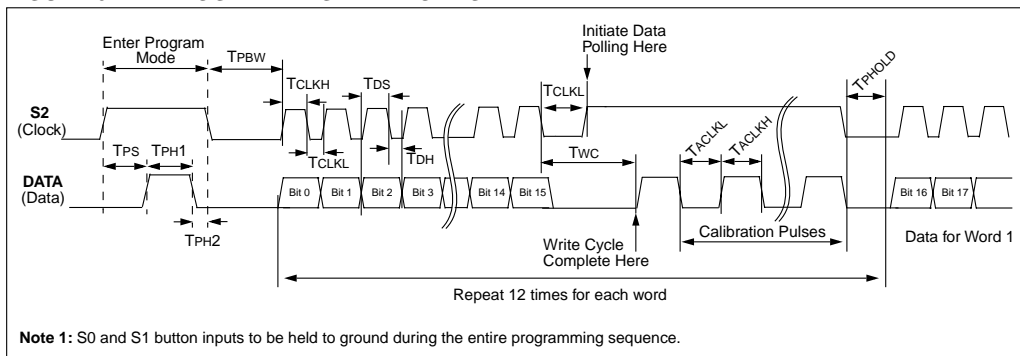 Initiate Data
Polling Here
Enter Program
Mode
TPBW
TCLKH
TDS
TCLKL
TPHOLD
S2
(Clock)
TPS
TPH1
TCLKL
TDH
TWC
TACLKL
TACLKH
DATA
(Data)
Bit 0
Bit 1
Bit 2
Bit 3
Bit 14
Bit 15
Bit 16
Bit 17
TPH2
Write Cycle
Complete Here
Calibration Pulses
Data for Word 1
Repeat 12 times for each word
Note 1: S0 and S1 button inputs to be held to ground during the entire programming sequence.